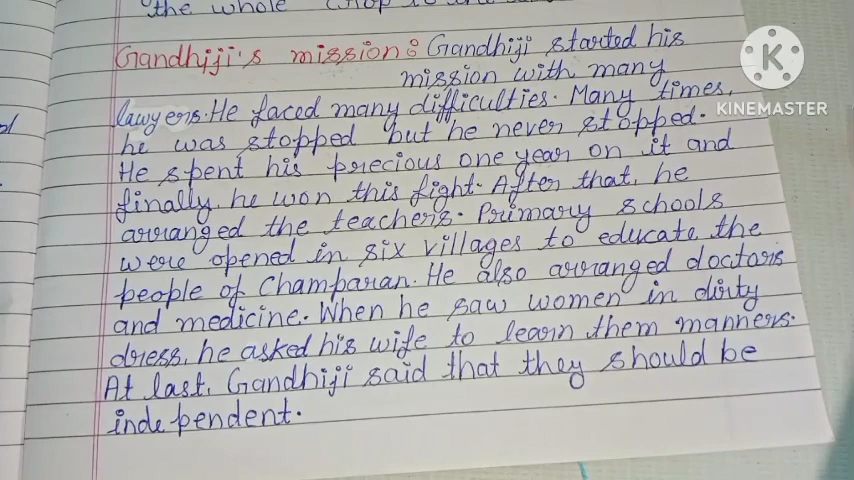 the whole
Gandhiji's mission: Gandhiji started his
mission with many
lawyers. He faced many difficulties. Many times,
he was stopped but he never stopped.
He spent his precious one year on it and
finally, he won this fight. After that, he
arranged the teachers. Primary schools
were opened in six villages to educate the
people of Champaran. He also arranged doctors
and medicine. When he saw women in dirty
dress, he asked his wife to learn them manners.
At last, Gandhiji said that they should be
independent.
K
KINEMASTER